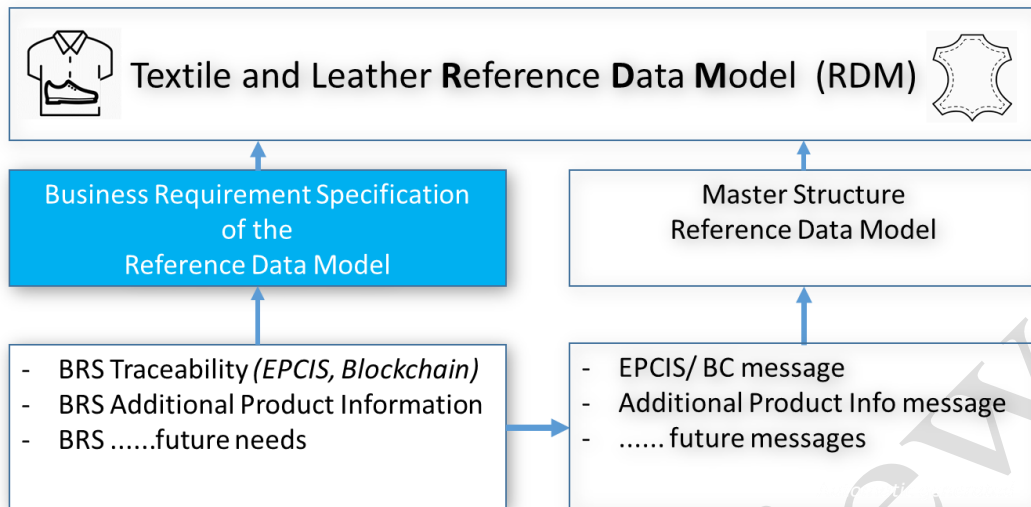 Textile and Leather Reference Data Model (RDM)
Business Requirement Specification
of the
Reference Data Model
Master Structure
Reference Data Model
- BRS Traceability (EPCIS, Blockchain)
- BRS Additional Product Information
- BRS ......future needs
- EPCIS/ BC message
- Additional Product Info message
- ...... future messages